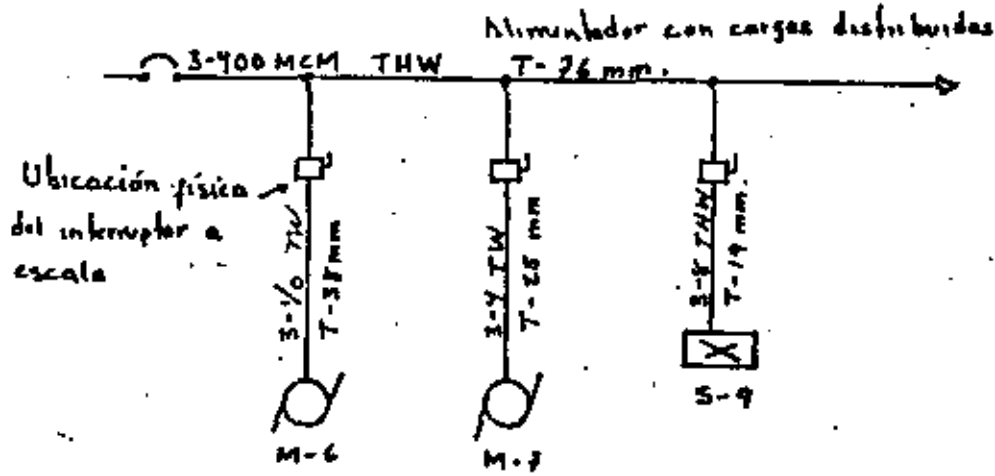 Alimentador con cargas distribuidas
3-400 MCM THW T-76 mm.
Ubicación física
del interruptor a
escala
3-1/0 TW
T-38 mm
3-4 TW
T-25 mm
3-8 THW
T-19 mm.
M-6
M-7
S-9